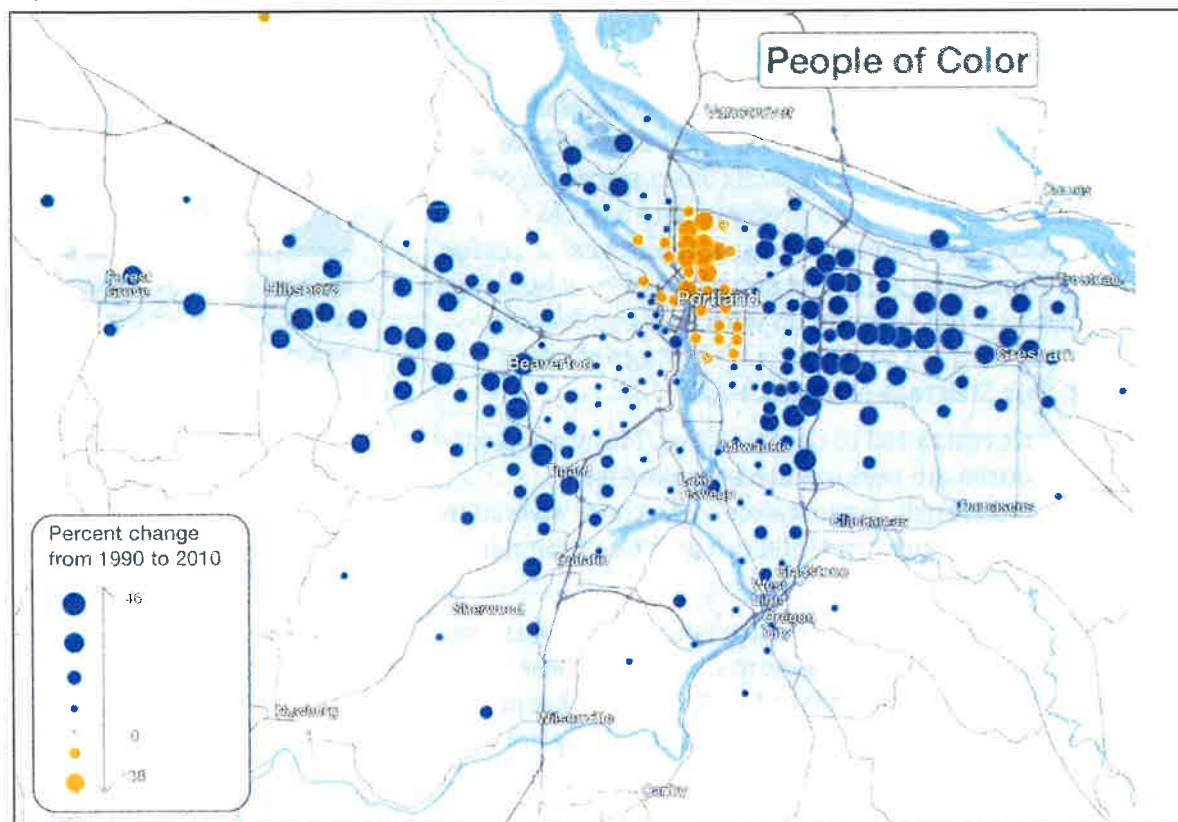 People of Color
Vancouver
Camas
Forest
Grove
Hillsboro
Portland
Troutdale
Beaverton
Gresham
Milwaukie
Tigard
Lake
Oswego
Damascus
Clackamas
Tualatin
Gladstone
West
Linn
Oregon
City
Sherwood
Newburg
Wilsonville
Canby
Percent change
from 1990 to 2010
46
0